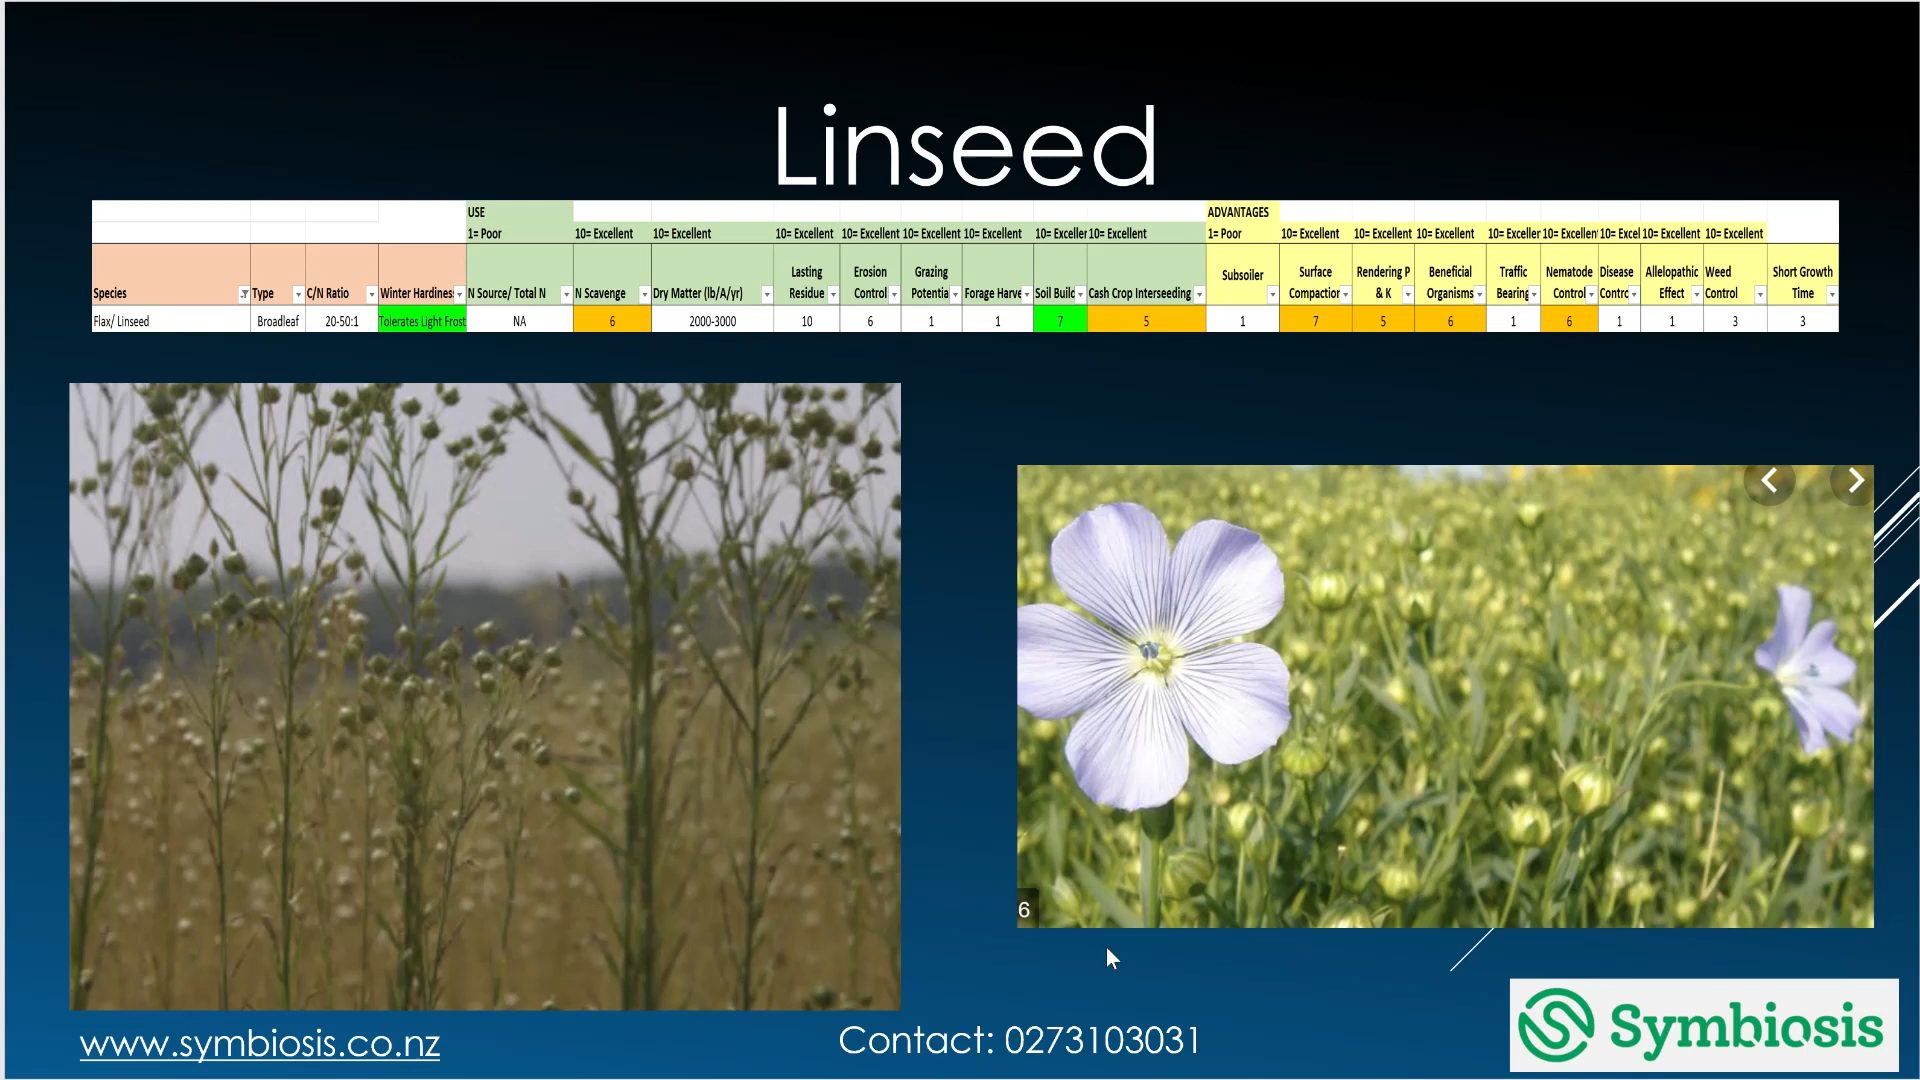 Linseed
USE ADVANTAGES
1= Poor 10= Excellent 10= Excellent 10= Excellent 10= Excellent 10= Excellent 10= Excellent 10= Exceller 10= Excellent 1= Poor 10= Excellent 10= Excellent 10= Excellent 10= Exceller 10= Excellent 10= Excel 10= Excellent 10= Excellent
Lasting Erosion Grazing Subsoiler Surface Rendering P Beneficial Traffic Nematode Disease Allelopathic Weed Short Growth
Species Type C/N Ratio Winter Hardines N Source/ Total N N Scavenge Dry Matter (lb/A/yr) Residue Control Potentia Forage Harve Soil Build Cash Crop Interseeding Compaction & K Organisms Bearing Control Contro Effect Control Time
Flax/ Linseed Broadleaf 20-50:1 Tolerates Light Frost NA 6 2000-3000 10 6 1 1 7 5 1 7 5 6 1 6 1 1 3 3
6
www.symbiosis.co.nz
Contact: 0273103031
Symbiosis